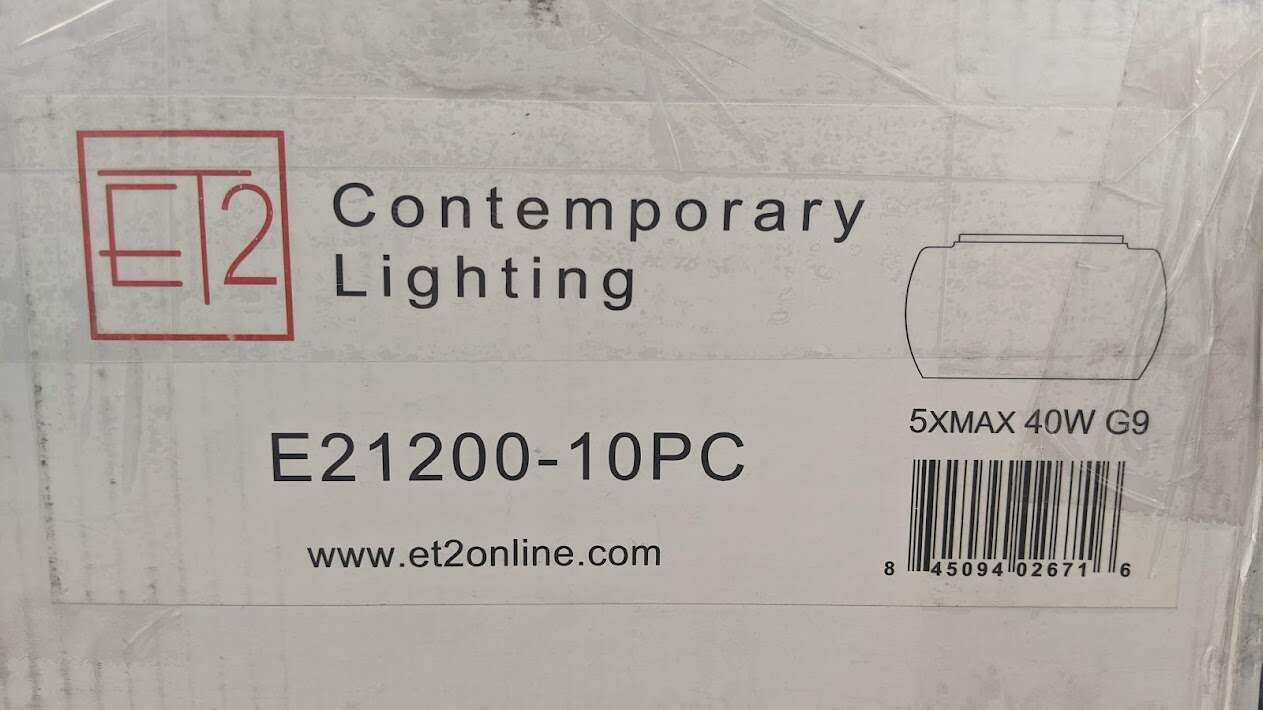 ET2
Contemporary
Lighting
5XMAX 40W G9
E21200-10PC
www.et2online.com
8 45094 02671 6